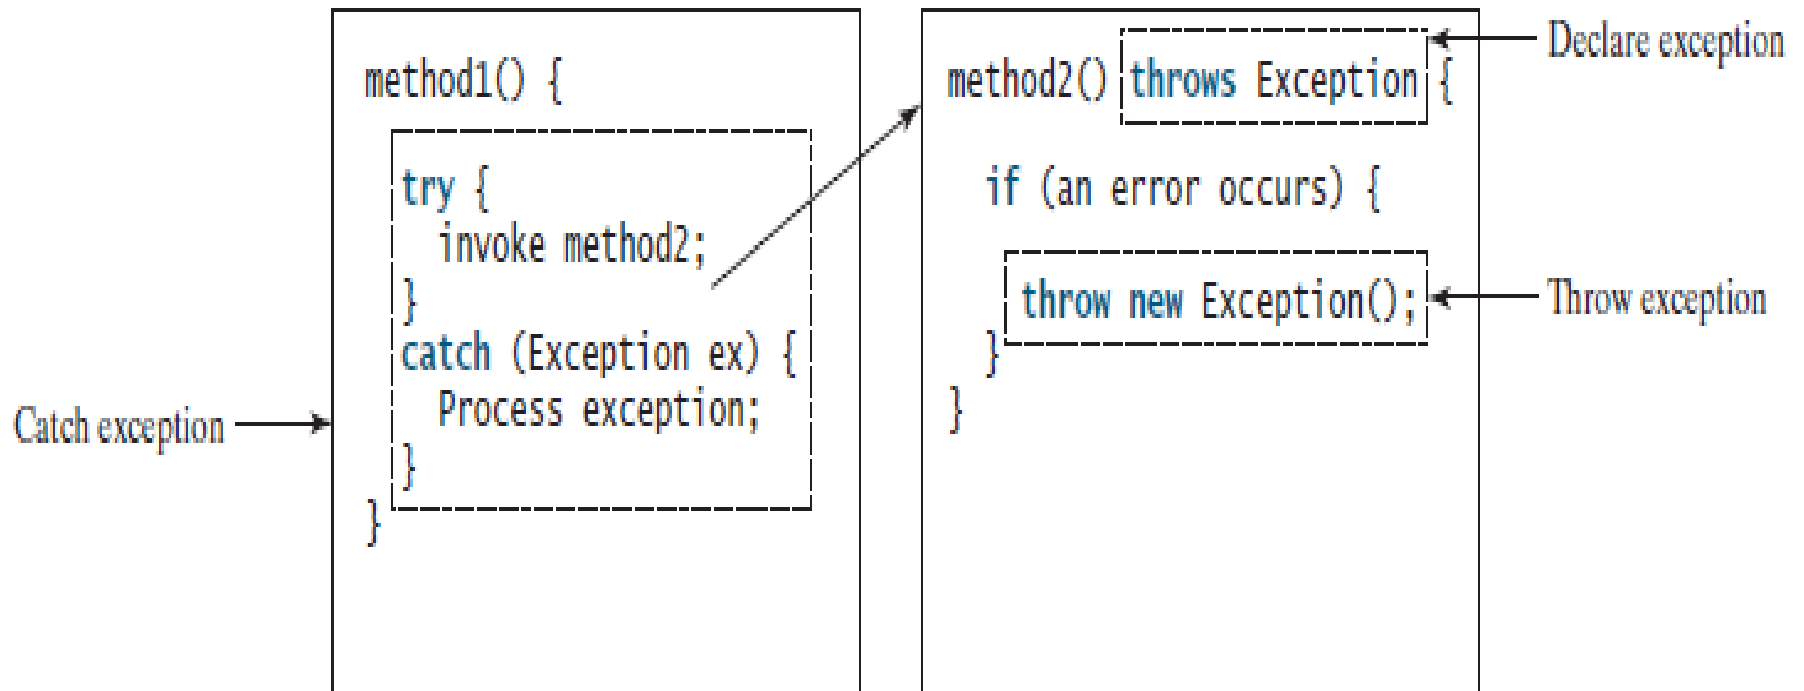 method1() {
try {
invoke method2;
}
catch (Exception ex) {
Process exception;
}
}
Catch exception
method2() throws Exception {
if (an error occurs) {
throw new Exception();
}
}
Declare exception
Throw exception